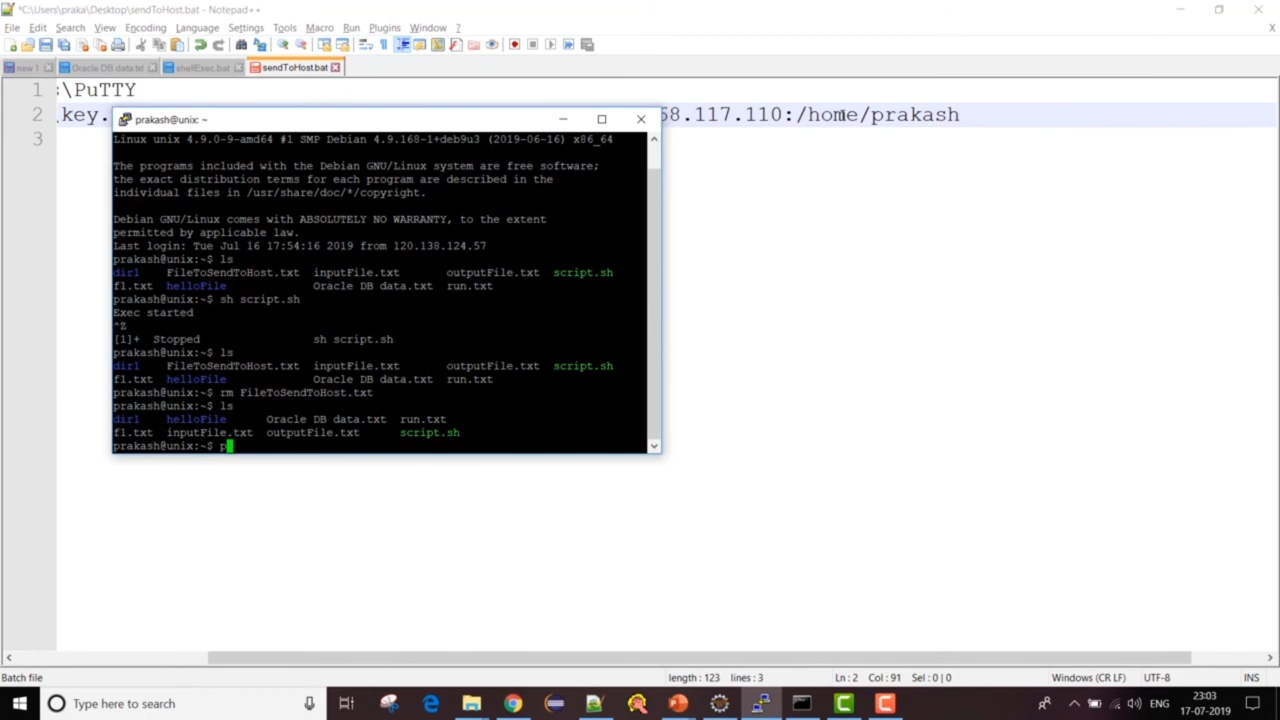 *C:\Users\praka\Desktop\sendToHost.bat - Notepad++
File Edit Search View Encoding Language Settings Tools Macro Run Plugins Window ?
X
new 1 Oracle DB data.txt shellExec.bat sendToHost.bat
1 :\PuTTY
2 _key. 58.117.110:/home/prakash
3
prakash@unix: ~
Linux unix 4.9.0-9-amd64 #1 SMP Debian 4.9.168-1+deb9u3 (2019-06-16) x86_64
The programs included with the Debian GNU/Linux system are free software;
the exact distribution terms for each program are described in the
individual files in /usr/share/doc/*/copyright.
Debian GNU/Linux comes with ABSOLUTELY NO WARRANTY, to the extent
permitted by applicable law.
Last login: Tue Jul 16 17:54:16 2019 from 120.138.124.57
prakash@unix:~$ ls
dir1 FileToSendToHost.txt inputFile.txt outputFile.txt script.sh
f1.txt helloFile Oracle DB data.txt run.txt
prakash@unix:~$ sh script.sh
Exec started
^Z
[1]+ Stopped sh script.sh
prakash@unix:~$ ls
dir1 FileToSendToHost.txt inputFile.txt outputFile.txt script.sh
f1.txt helloFile Oracle DB data.txt run.txt
prakash@unix:~$ rm FileToSendToHost.txt
prakash@unix:~$ ls
dir1 helloFile Oracle DB data.txt run.txt
f1.txt inputFile.txt outputFile.txt script.sh
prakash@unix:~$ p
Batch file length : 123 lines : 3 Ln : 2 Col : 91 Sel : 0 | 0 Windows (CR LF) UTF-8 INS
Type here to search ENG 23:03
17-07-2019